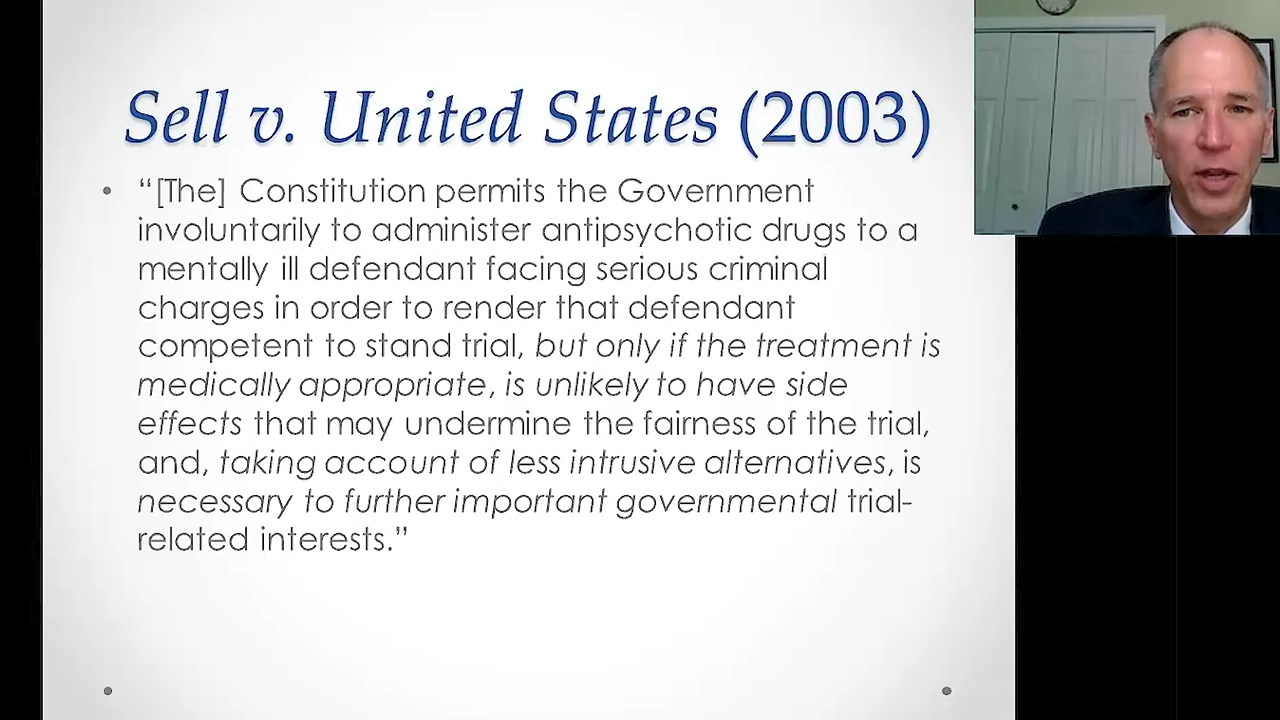 Sell v. United States (2003)
• “[The] Constitution permits the Government
involuntarily to administer antipsychotic drugs to a
mentally ill defendant facing serious criminal
charges in order to render that defendant
competent to stand trial, but only if the treatment is
medically appropriate, is unlikely to have side
effects that may undermine the fairness of the trial,
and, taking account of less intrusive alternatives, is
necessary to further important governmental trial-
related interests.”